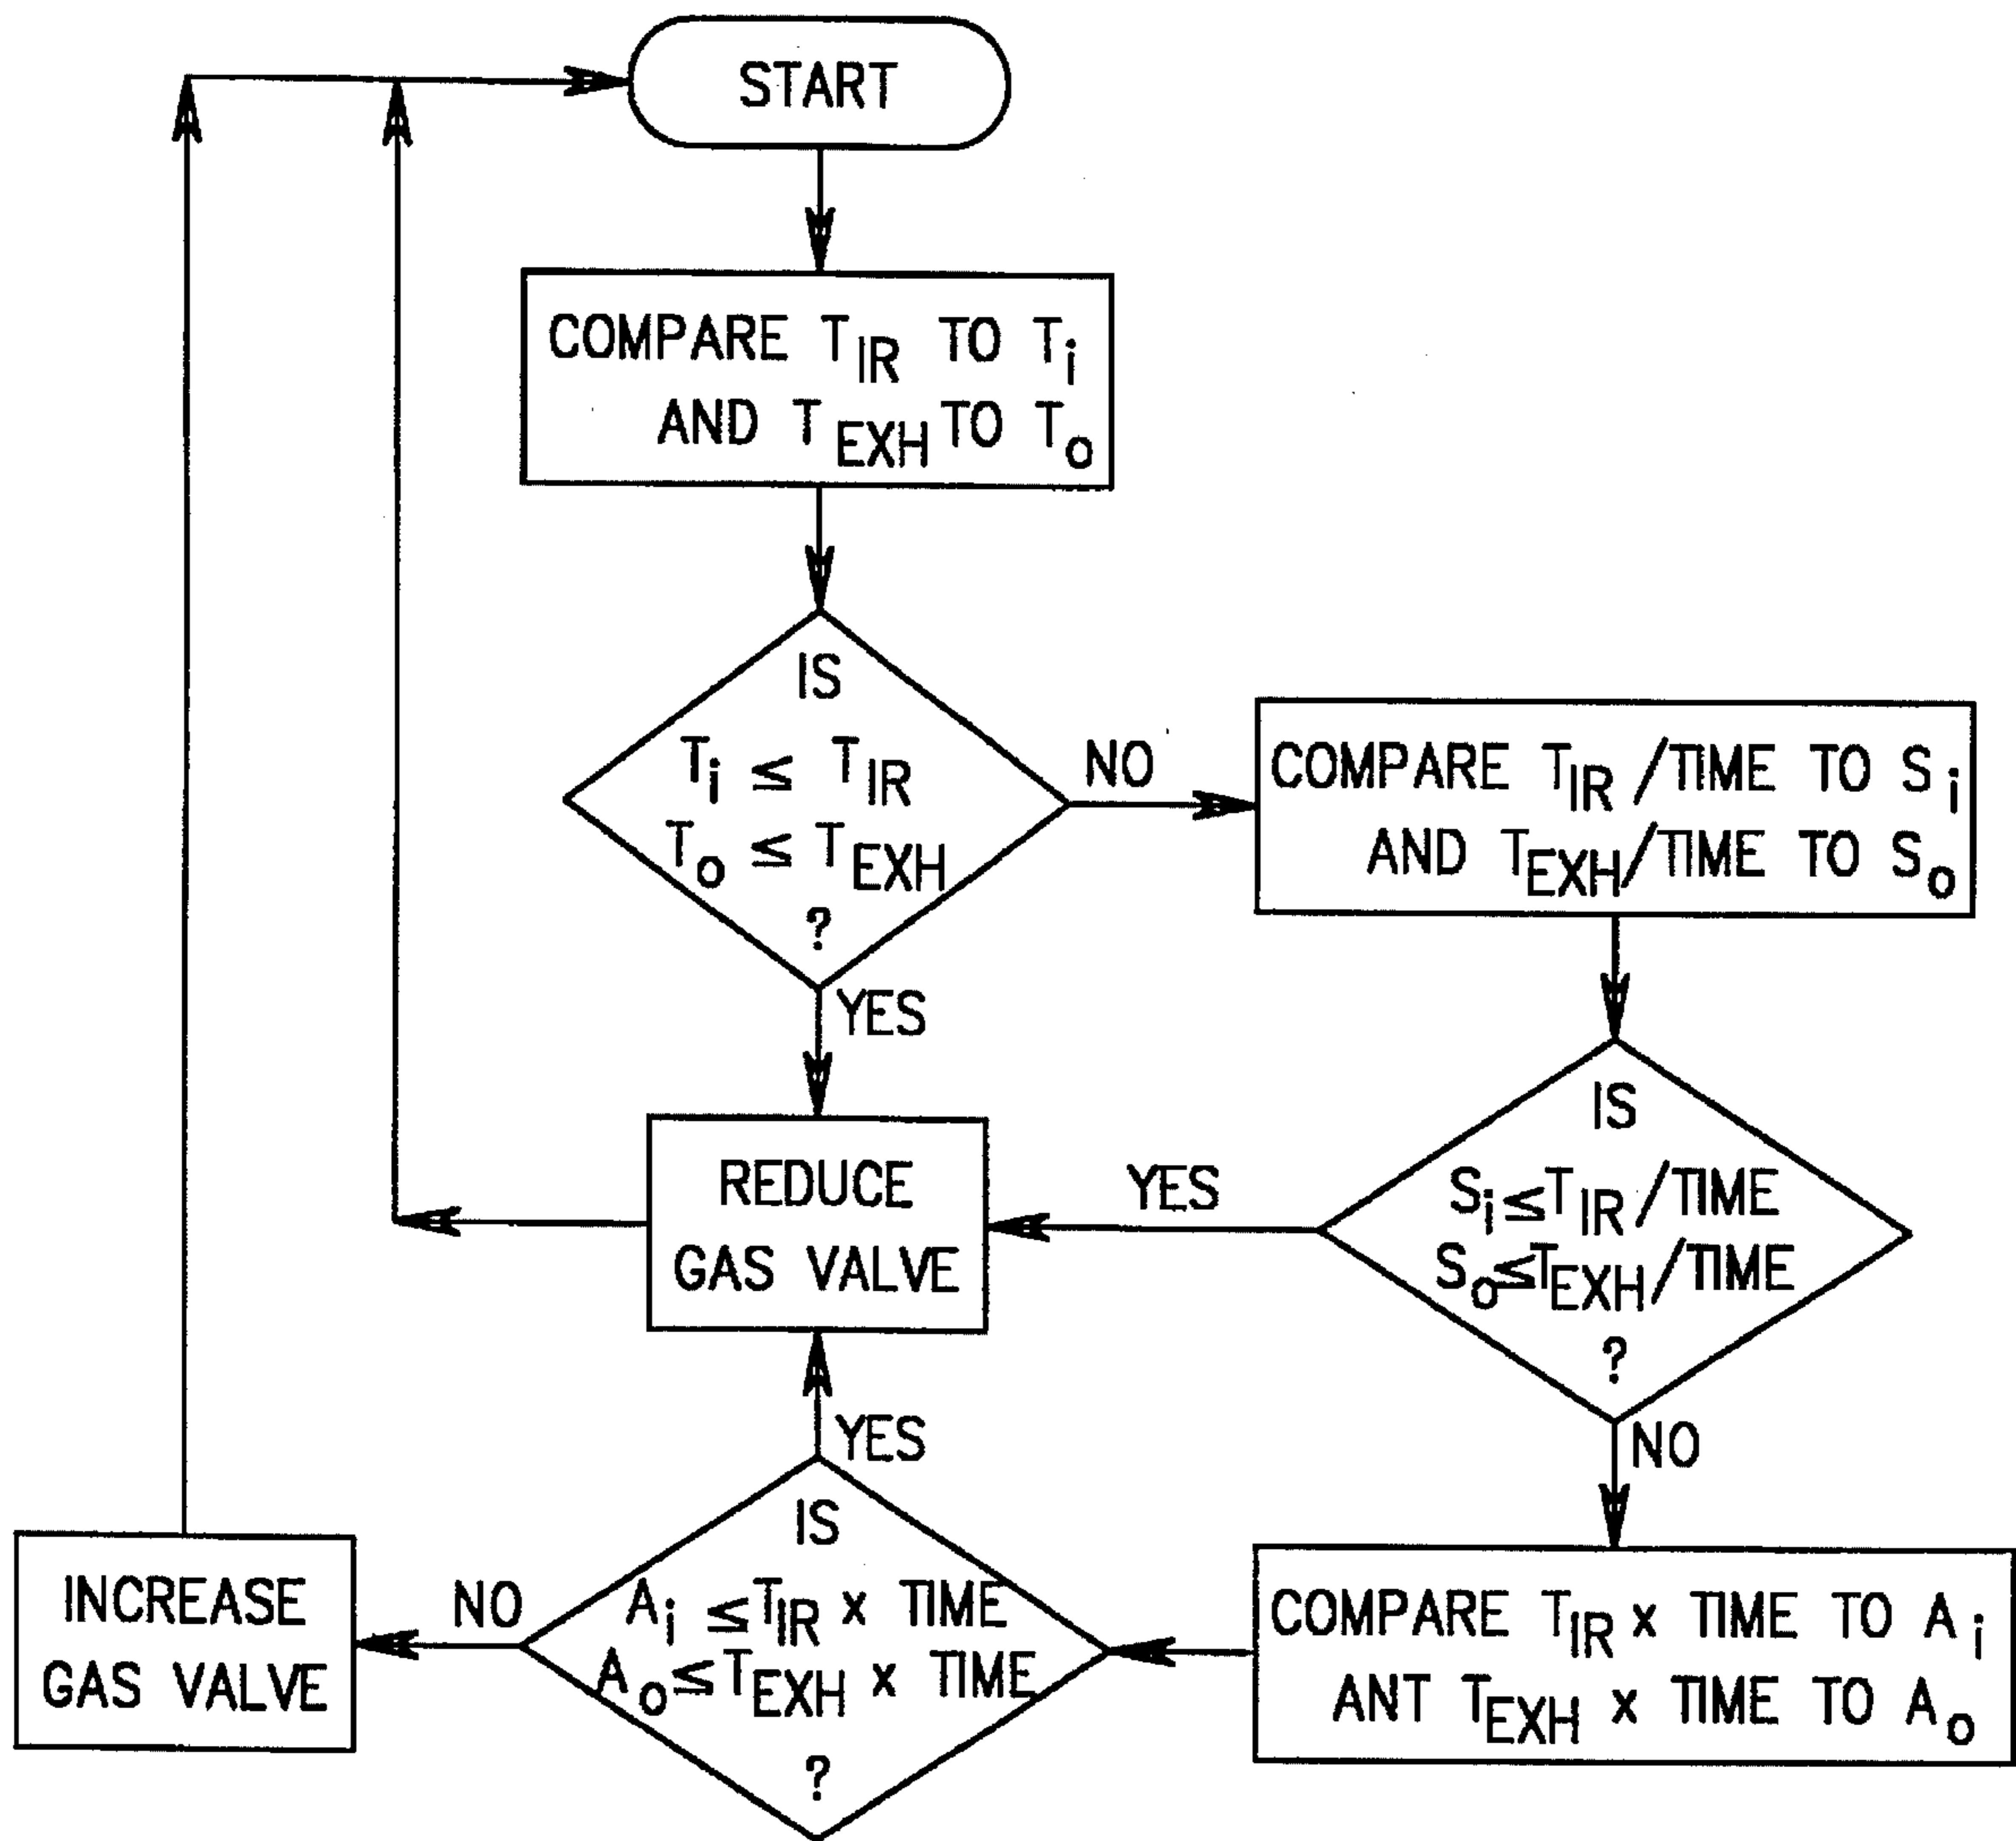 START
COMPARE T_IR TO T_i
AND T_EXH TO T_o
IS
T_i ≤ T_IR
T_o ≤ T_EXH
?
NO
YES
COMPARE T_IR /TIME TO S_i
AND T_EXH/TIME TO S_o
IS
S_i≤T_IR/TIME
S_o≤T_EXH/TIME
?
YES
NO
REDUCE
GAS VALVE
COMPARE T_IR x TIME TO A_i
ANT T_EXH x TIME TO A_o
IS
A_i ≤T_IR x TIME
A_o≤T_EXH x TIME
?
YES
NO
INCREASE
GAS VALVE